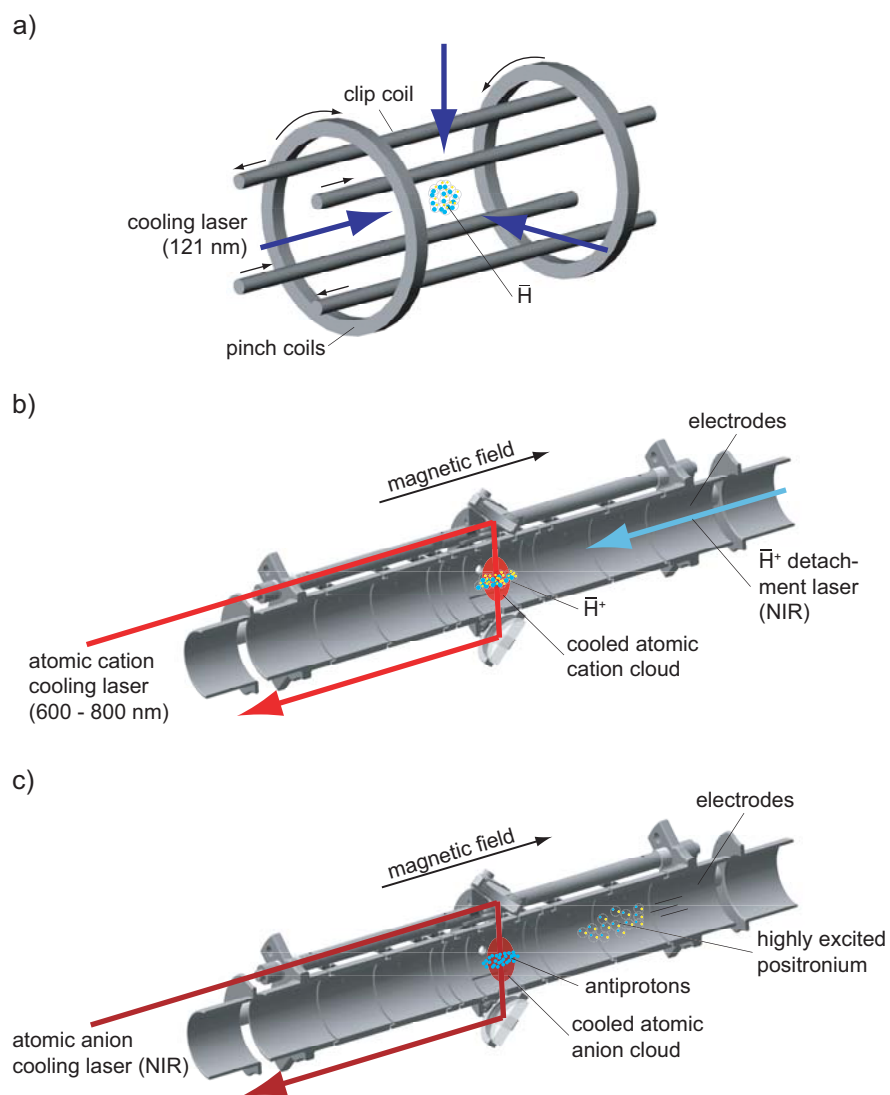 a)
clip coil
cooling laser
(121 nm)
H̅
pinch coils
b)
electrodes
magnetic field
H̅⁺ detach-
ment laser
(NIR)
H̅⁺
cooled atomic
cation cloud
atomic cation
cooling laser
(600 - 800 nm)
c)
electrodes
magnetic field
highly excited
positronium
antiprotons
cooled atomic
anion cloud
atomic anion
cooling laser (NIR)